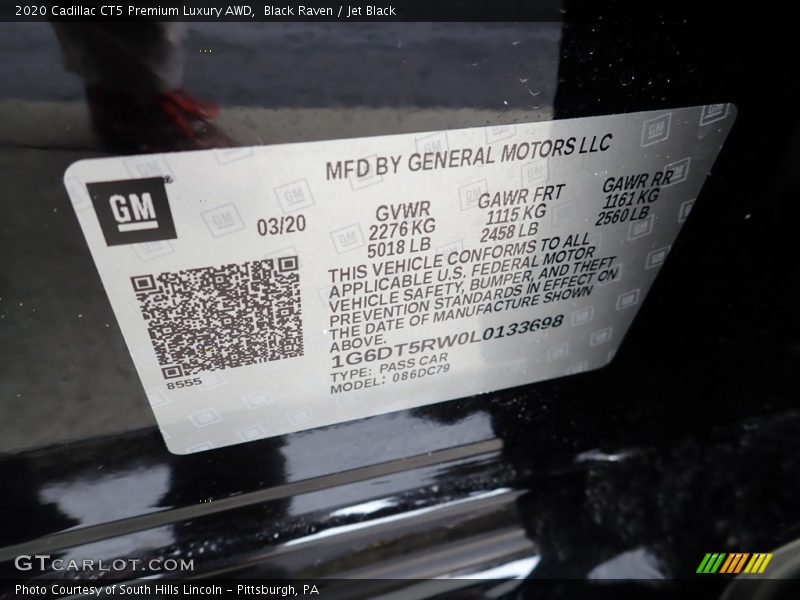 2020 Cadillac CT5 Premium Luxury AWD,  Black Raven / Jet Black
MFD BY GENERAL MOTORS LLC
GM
03/20
GVWR
2276 KG
5018 LB
GAWR FRT
1115 KG
2458 LB
GAWR RR
1161 KG
2560 LB
THIS VEHICLE CONFORMS TO ALL
APPLICABLE U.S. FEDERAL MOTOR
VEHICLE SAFETY, BUMPER, AND THEFT
PREVENTION STANDARDS IN EFFECT ON
THE DATE OF MANUFACTURE SHOWN
ABOVE.
1G6DT5RW0L0133698
TYPE: PASS CAR
MODEL: 086DC79
8555
GTCARLOT.COM
Photo Courtesy of South Hills Lincoln - Pittsburgh, PA